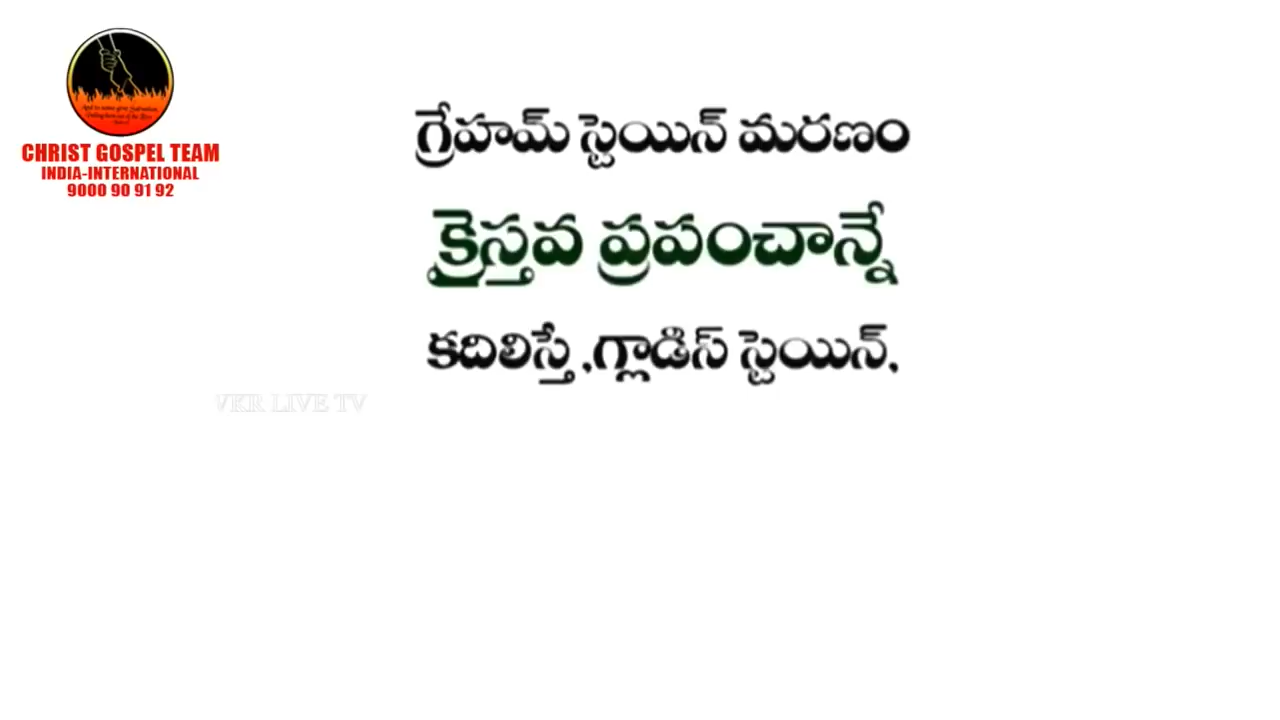 CHRIST GOSPEL TEAM
INDIA-INTERNATIONAL
9000 90 91 92
గ్రేహమ్ స్టెయిన్ మరణం
క్రైస్తవ ప్రపంచాన్నే
కదిలిస్తే ,గ్లాడిస్ స్టెయిన్,
VKR LIVE TV